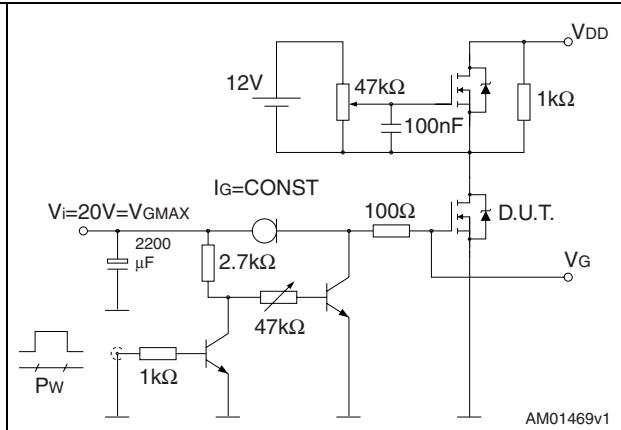 VDD
12V
47kΩ
1kΩ
100nF
IG=CONST
Vi=20V=VGMAX
100Ω
D.U.T.
2200
μF
2.7kΩ
VG
47kΩ
1kΩ
PW
AM01469v1